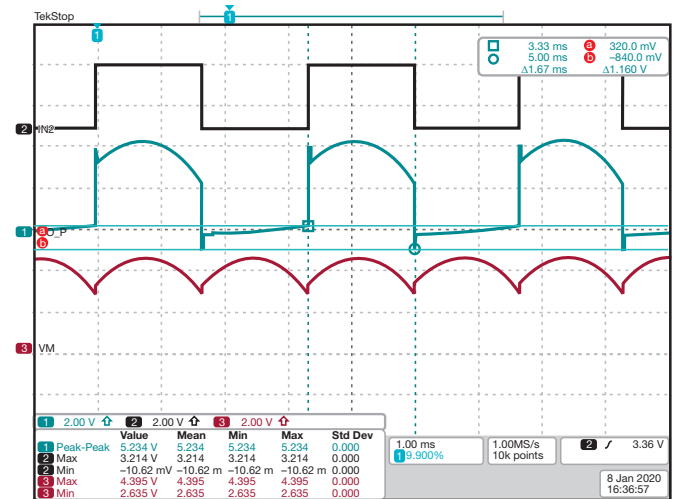 TekStop
1
1
3.33 ms a 320.0 mV
5.00 ms b −840.0 mV
Δ1.67 ms Δ1.160 V
2 IN2
1 a O_P
b
3 VM
1 2.00 V 2 2.00 V 3 2.00 V
Value Mean Min Max Std Dev
1 Peak-Peak 5.234 V 5.234 5.234 5.234 0.000
2 Max 3.214 V 3.214 3.214 3.214 0.000
2 Min −10.62 mV −10.62 m −10.62 m −10.62 m 0.000
3 Max 4.395 V 4.395 4.395 4.395 0.000
3 Min 2.635 V 2.635 2.635 2.635 0.000
1.00 ms
1 9.900%
1.00MS/s
10k points
2 3.36 V
8 Jan 2020
16:36:57